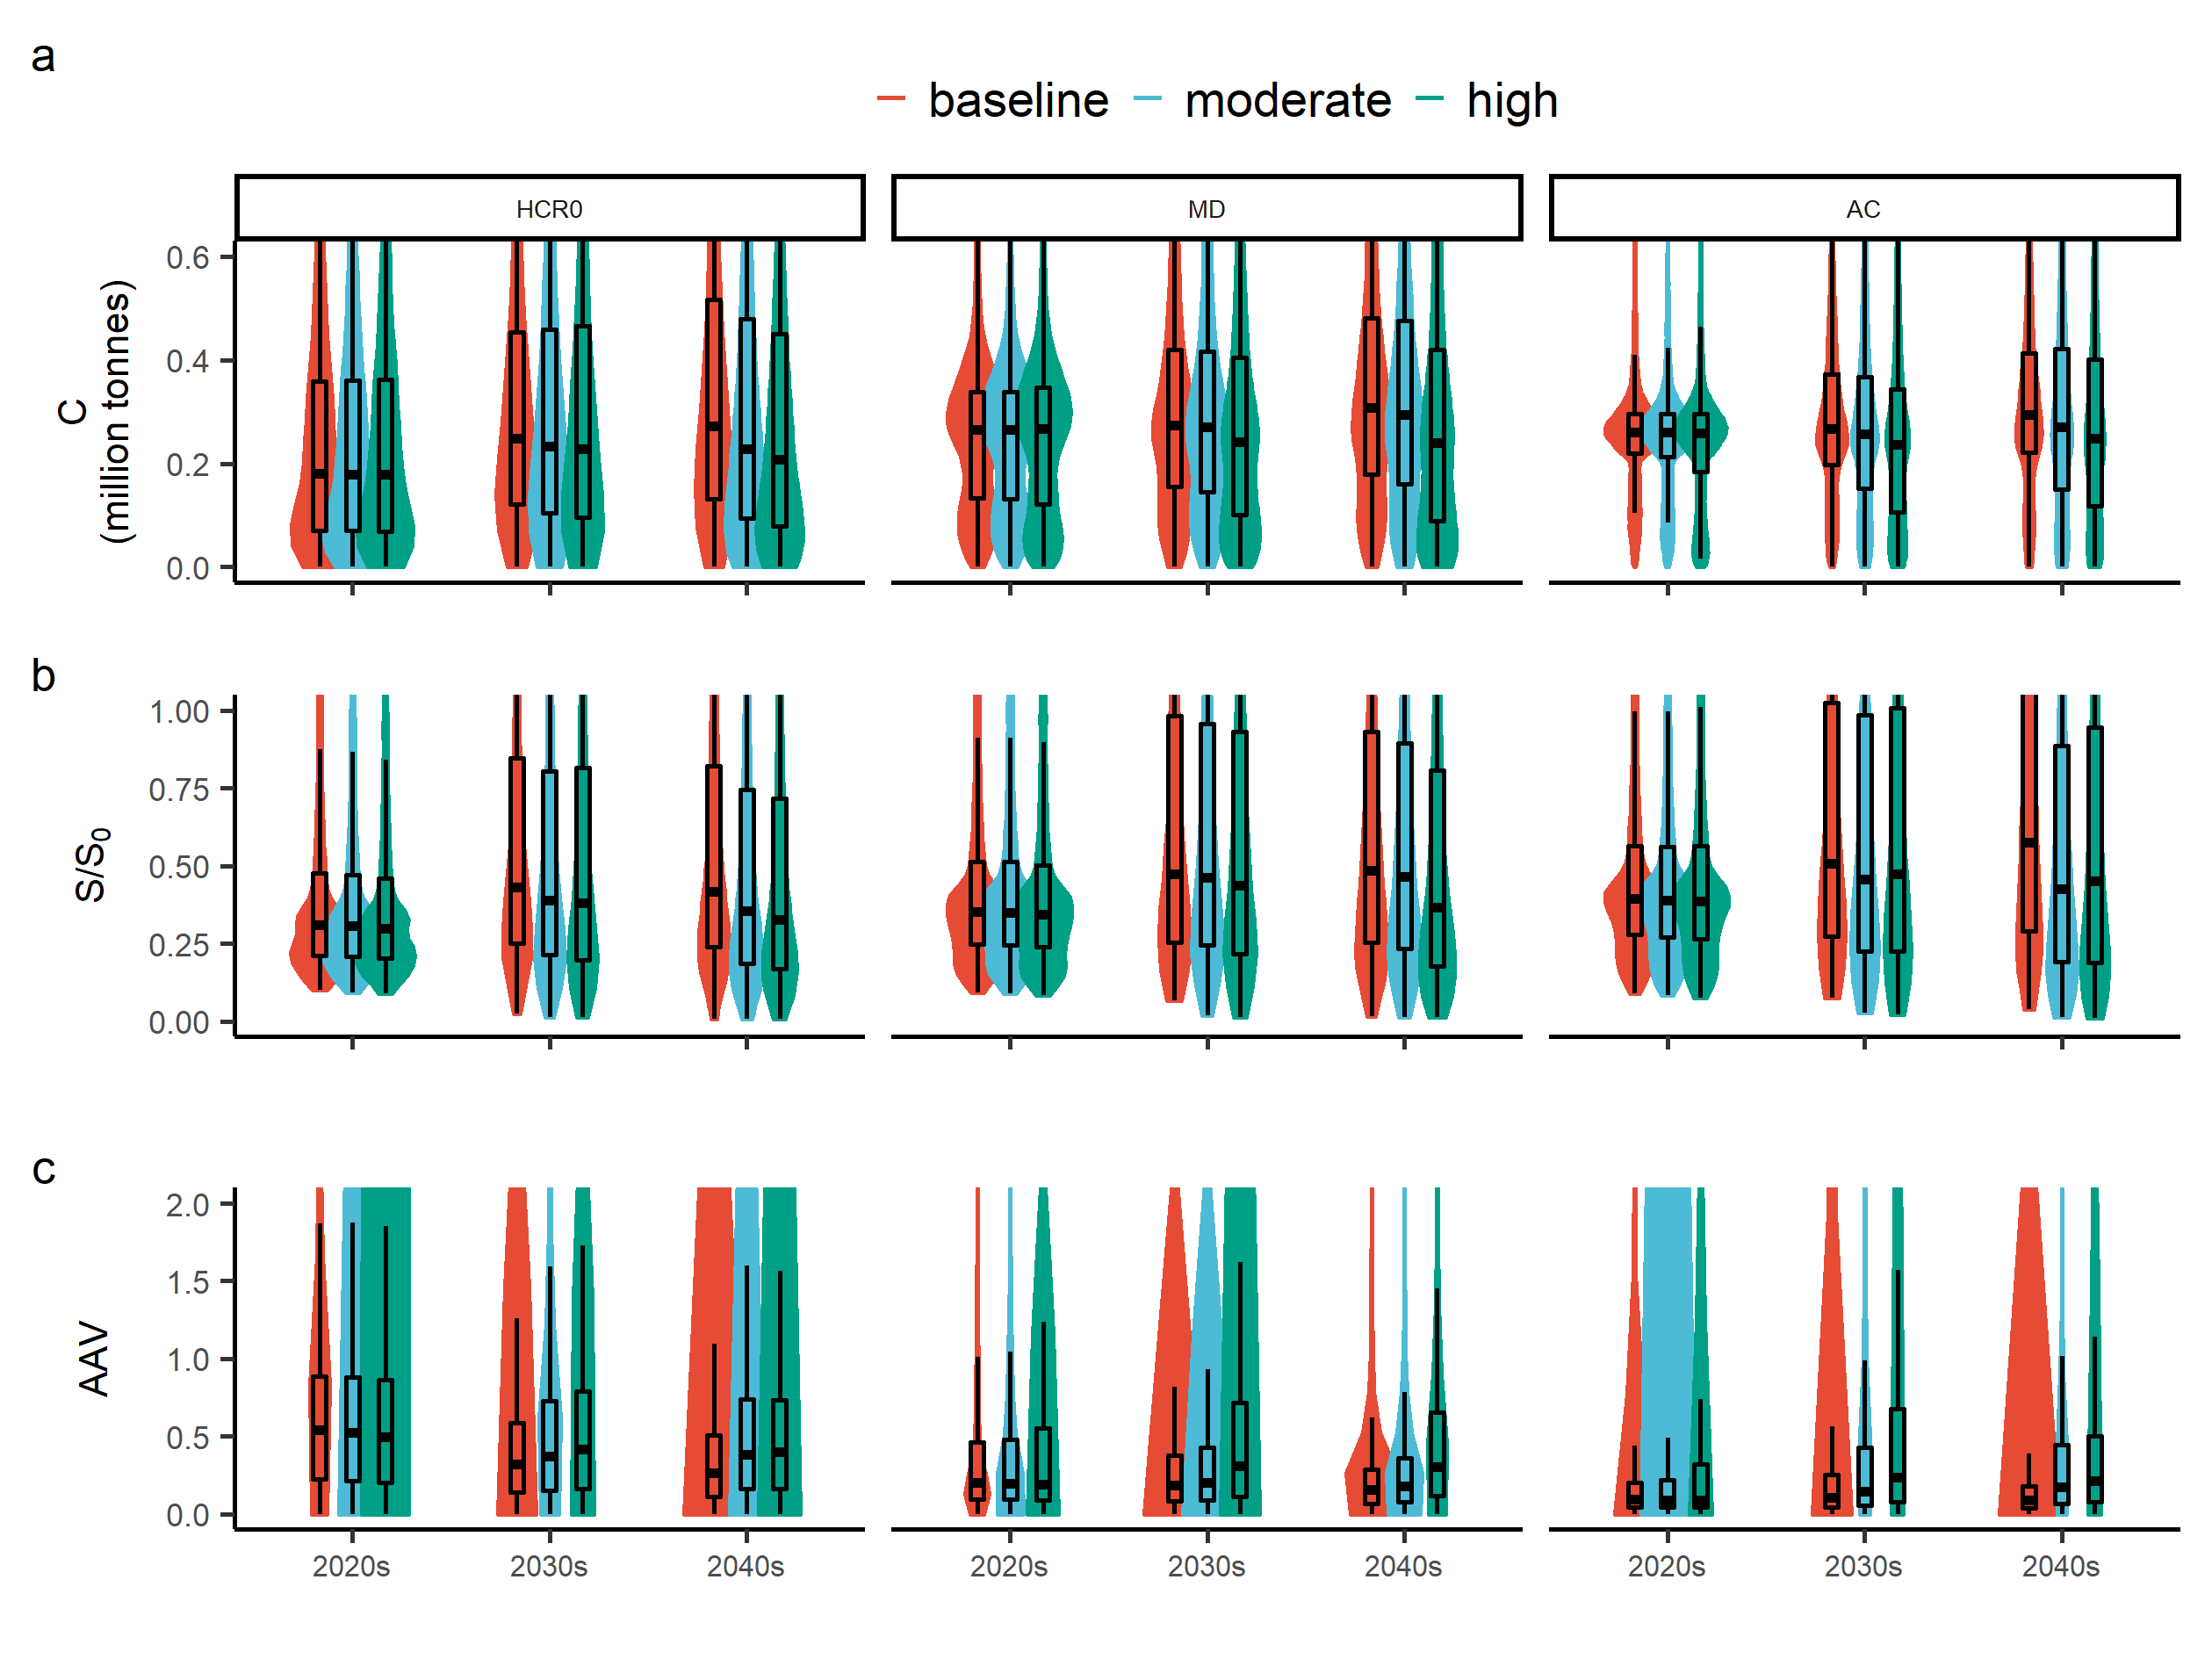 a
baseline moderate high
HCR0 MD AC
C
(million tonnes)
0.6
0.4
0.2
0.0
b
S/S₀
1.00
0.75
0.50
0.25
0.00
c
AAV
2.0
1.5
1.0
0.5
0.0
2020s 2030s 2040s 2020s 2030s 2040s 2020s 2030s 2040s